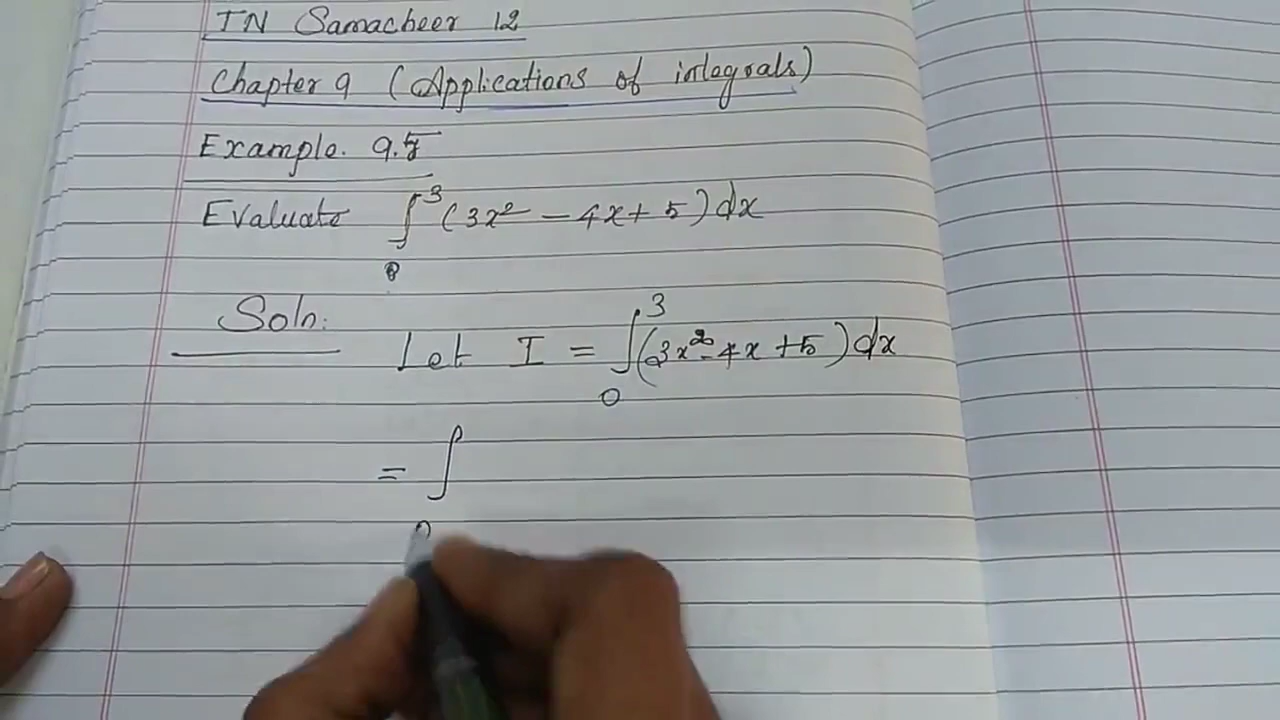 TN Samacheer 12
Chapter 9 (Applications of integrals)
Example. 9.5
Evaluate ∫₀³ (3x² - 4x + 5) dx
Soln:
Let I = ∫₀³ (3x² - 4x + 5) dx
= ∫